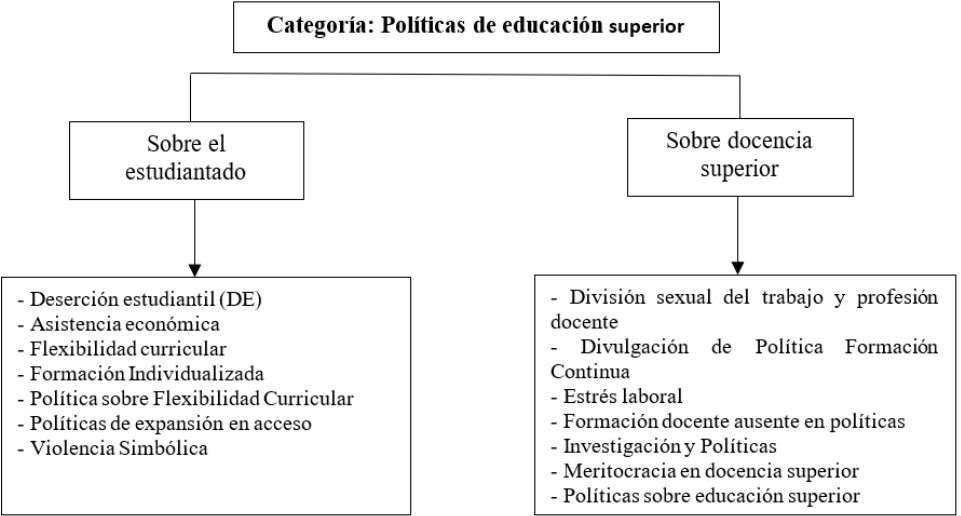 Categoría: Políticas de educación superior
Sobre el
estudiantado
Sobre docencia
superior
- Deserción estudiantil (DE)
- Asistencia económica
- Flexibilidad curricular
- Formación Individualizada
- Política sobre Flexibilidad Curricular
- Políticas de expansión en acceso
- Violencia Simbólica
- División sexual del trabajo y profesión
docente
- Divulgación de Política Formación
Continua
- Estrés laboral
- Formación docente ausente en políticas
- Investigación y Políticas
- Meritocracia en docencia superior
- Políticas sobre educación superior